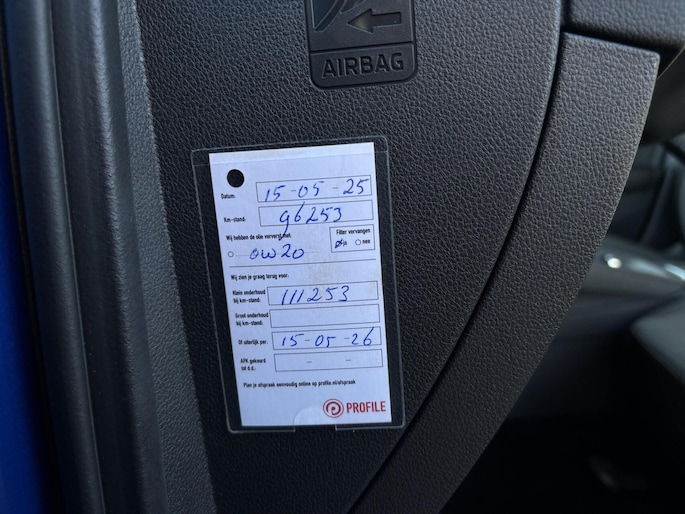 AIRBAG
Datum: 15-05-25
Km-stand: 96253
Wij hebben de olie ververst met:
0W20
Filter vervangen
ja nee
Wij zien je graag terug voor:
Klein onderhoud bij km-stand: 111253
Groot onderhoud bij km-stand:
Of uiterlijk per: 15-05-26
APK gekeurd - -
Plan je afspraak eenvoudig online op profile.nl/afspraak
PROFILE